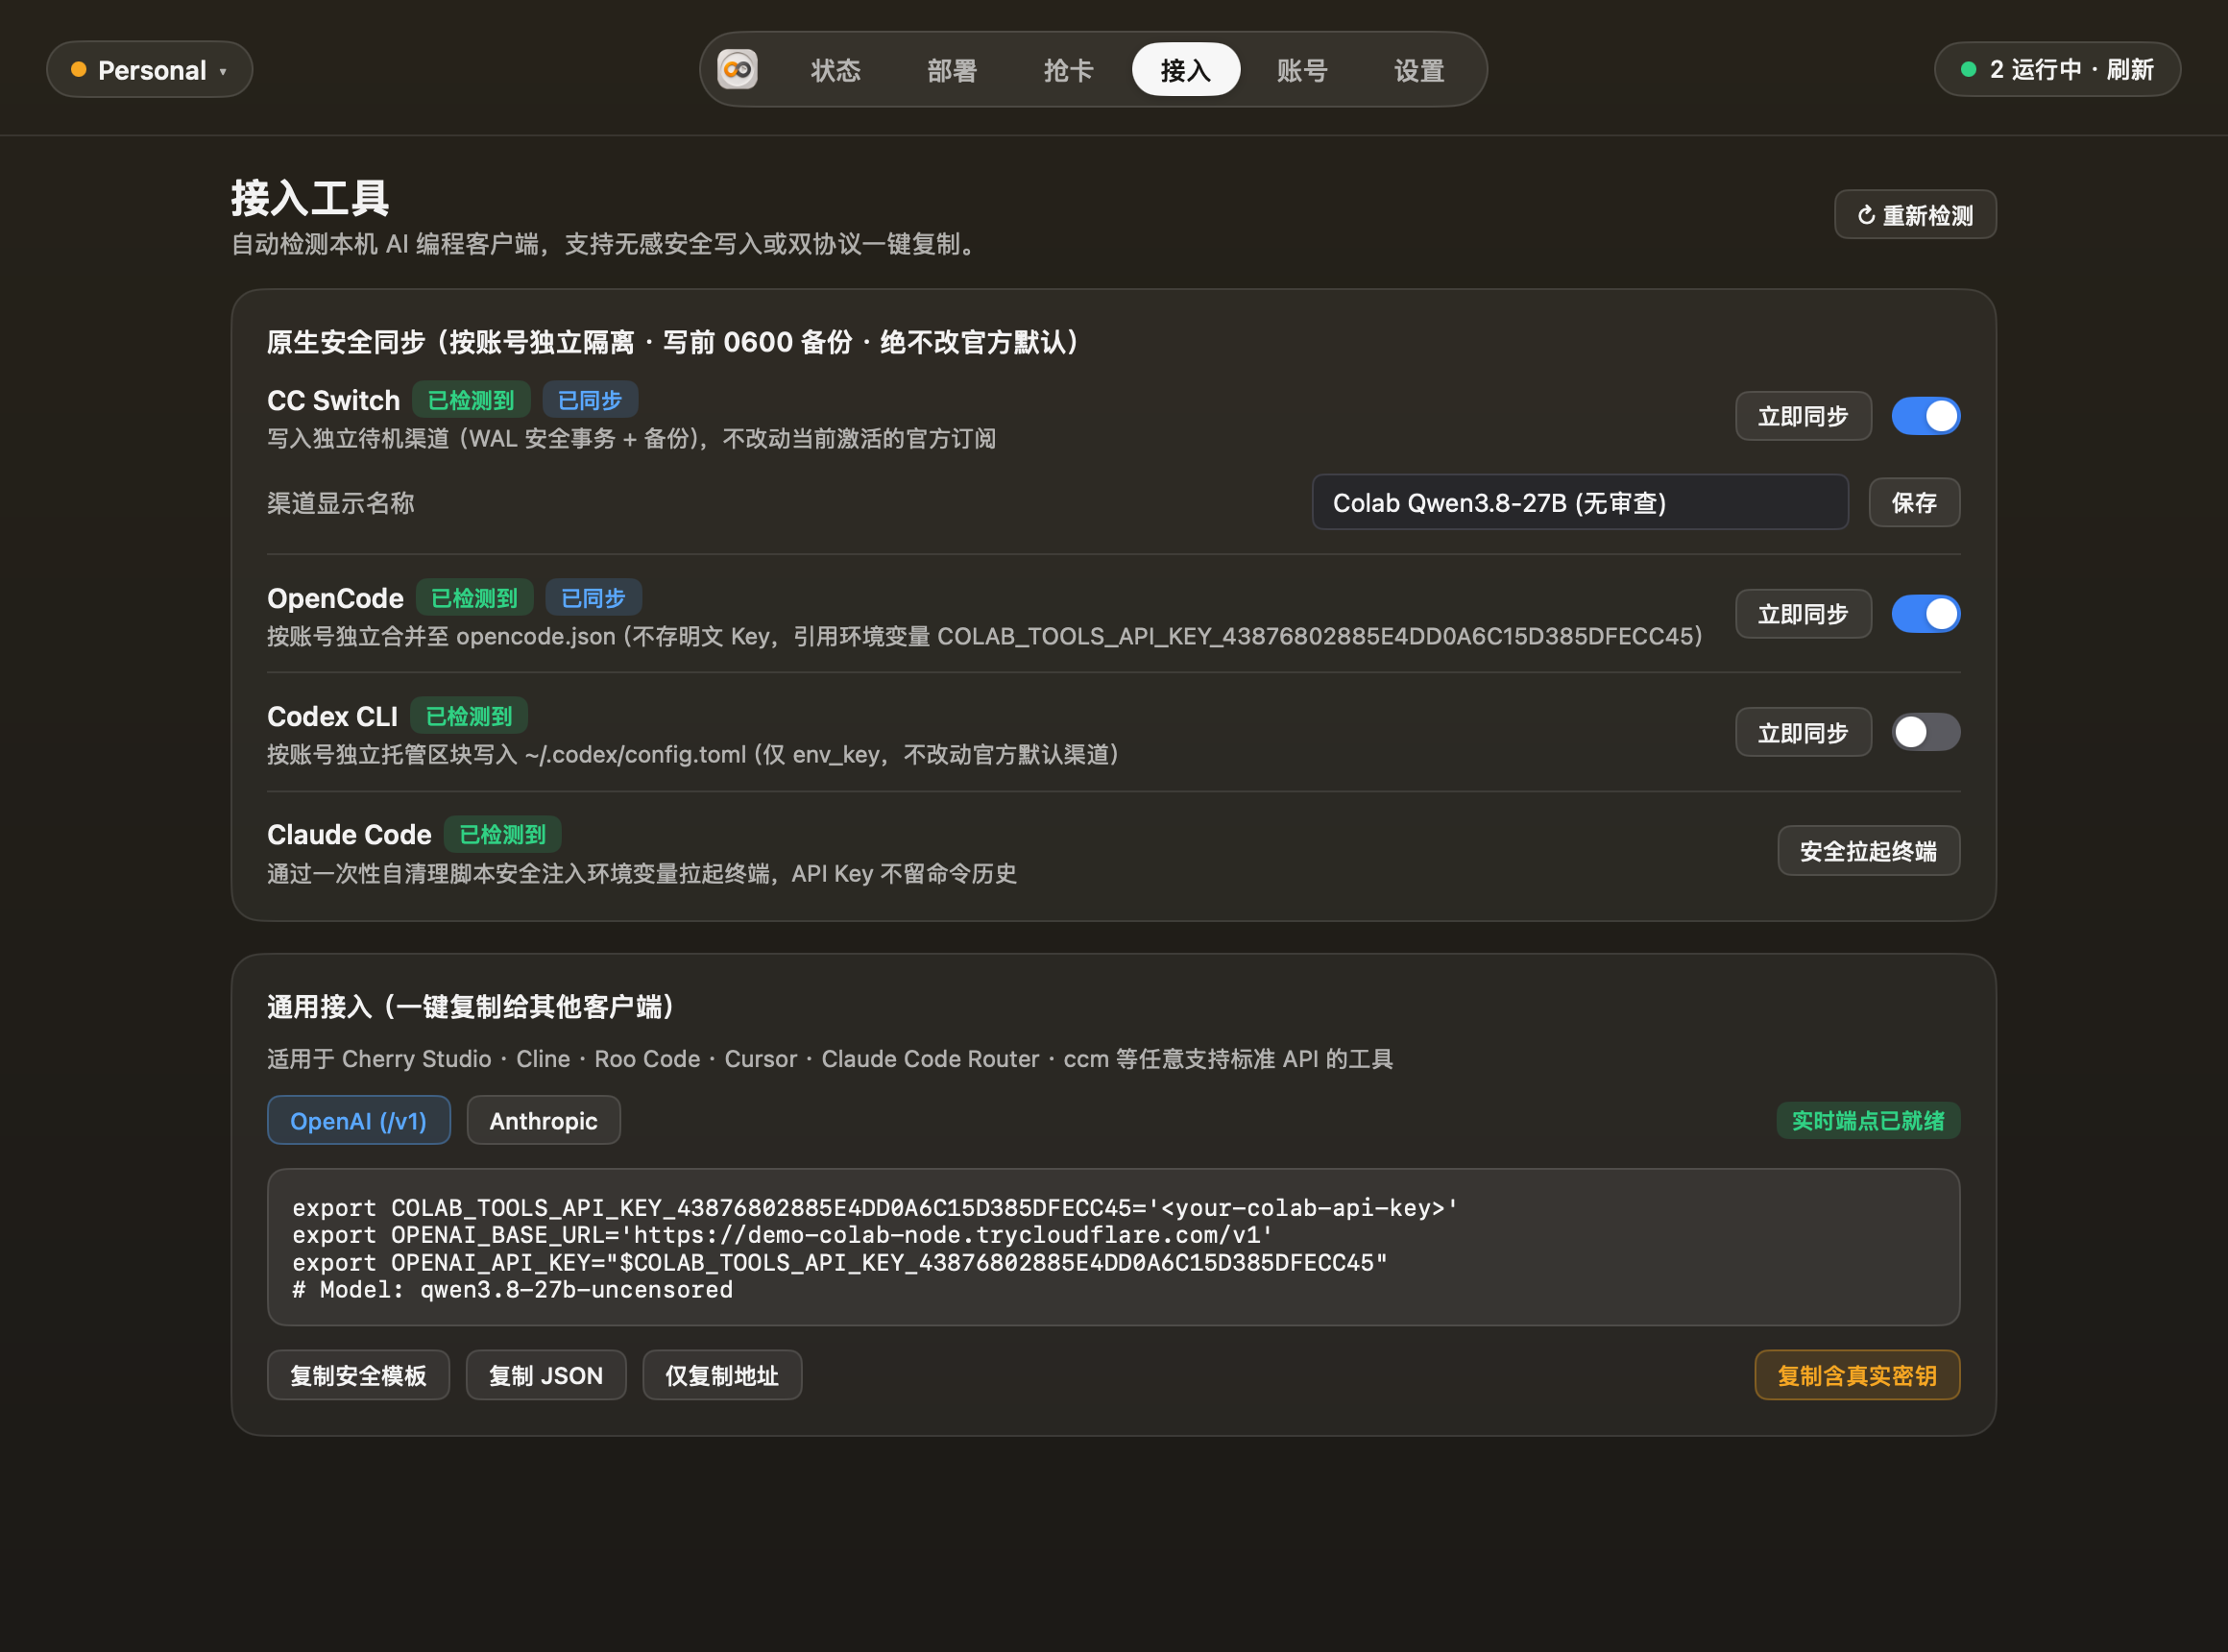 Personal ▾
状态
部署
抢卡
接入
账号
设置
2 运行中 · 刷新
接入工具
自动检测本机 AI 编程客户端，支持无感安全写入或双协议一键复制。
↻ 重新检测
原生安全同步（按账号独立隔离 · 写前 0600 备份 · 绝不改官方默认）
CC Switch 已检测到 已同步
写入独立待机渠道 (WAL 安全事务 + 备份)，不改动当前激活的官方订阅
立即同步
渠道显示名称
Colab Qwen3.8-27B (无审查)
保存
OpenCode 已检测到 已同步
按账号独立合并至 opencode.json (不存明文 Key，引用环境变量 COLAB_TOOLS_API_KEY_43876802885E4DD0A6C15D385DFECC45)
立即同步
Codex CLI 已检测到
按账号独立托管区块写入 ~/.codex/config.toml (仅 env_key，不改动官方默认渠道)
立即同步
Claude Code 已检测到
通过一次性自清理脚本安全注入环境变量拉起终端，API Key 不留命令历史
安全拉起终端
通用接入（一键复制给其他客户端）
适用于 Cherry Studio · Cline · Roo Code · Cursor · Claude Code Router · ccm 等任意支持标准 API 的工具
OpenAI (/v1)
Anthropic
实时端点已就绪
export COLAB_TOOLS_API_KEY_43876802885E4DD0A6C15D385DFECC45='<your-colab-api-key>'
export OPENAI_BASE_URL='https://demo-colab-node.trycloudflare.com/v1'
export OPENAI_API_KEY="$COLAB_TOOLS_API_KEY_43876802885E4DD0A6C15D385DFECC45"
# Model: qwen3.8-27b-uncensored
复制安全模板
复制 JSON
仅复制地址
复制含真实密钥